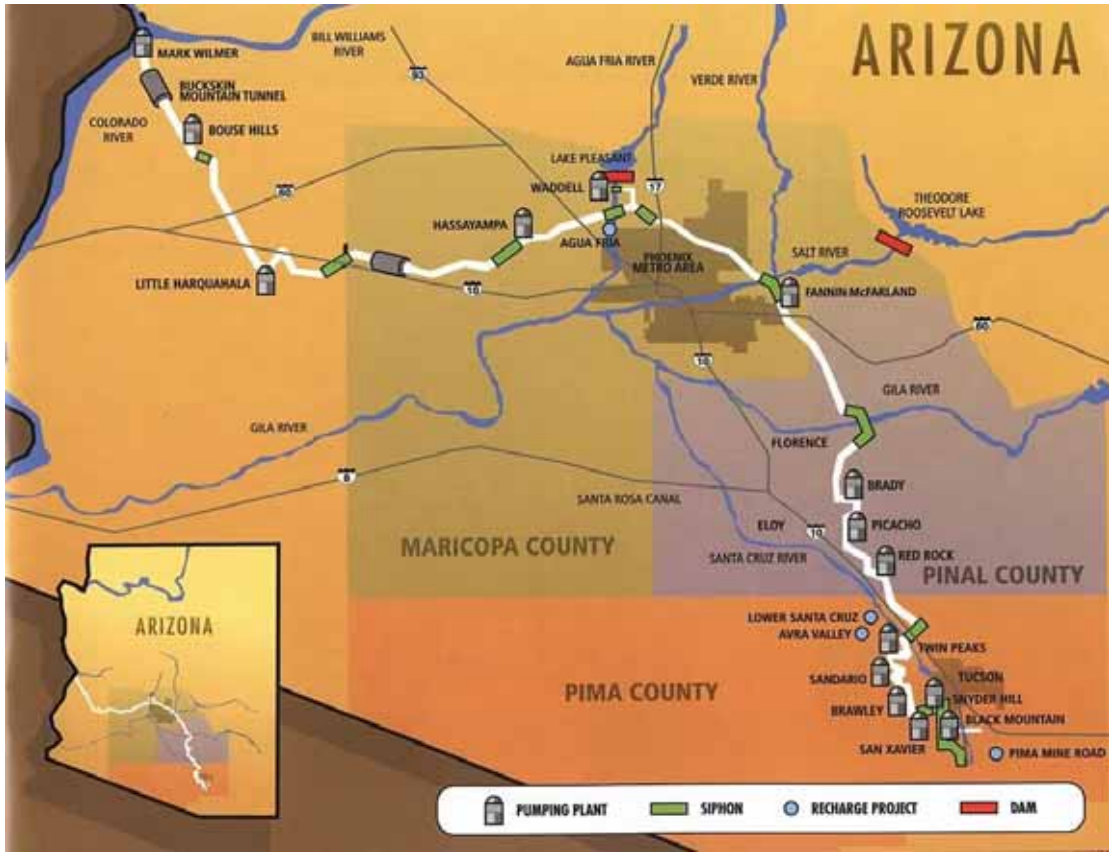 ARIZONA
MARK WILMER
BILL WILLIAMS
RIVER
93
AGUA FRIA RIVER
VERDE RIVER
BUCKSKIN
MOUNTAIN TUNNEL
COLORADO
RIVER
BOUSE HILLS
LAKE PLEASANT
WADDELL
17
60
THEODORE
ROOSEVELT LAKE
HASSAYAMPA
AGUA FRIA
PHOENIX
METRO AREA
SALT RIVER
LITTLE HARQUAHALA
10
FANNIN McFARLAND
60
10
GILA RIVER
GILA RIVER
FLORENCE
8
BRADY
SANTA ROSA CANAL
PICACHO
ELOY
10
MARICOPA COUNTY
SANTA CRUZ RIVER
RED ROCK
PINAL COUNTY
LOWER SANTA CRUZ
AVRA VALLEY
TWIN PEAKS
ARIZONA
SANDARIO
TUCSON
PIMA COUNTY
SNYDER HILL
BRAWLEY
BLACK MOUNTAIN
SAN XAVIER
PIMA MINE ROAD
PUMPING PLANT
SIPHON
RECHARGE PROJECT
DAM